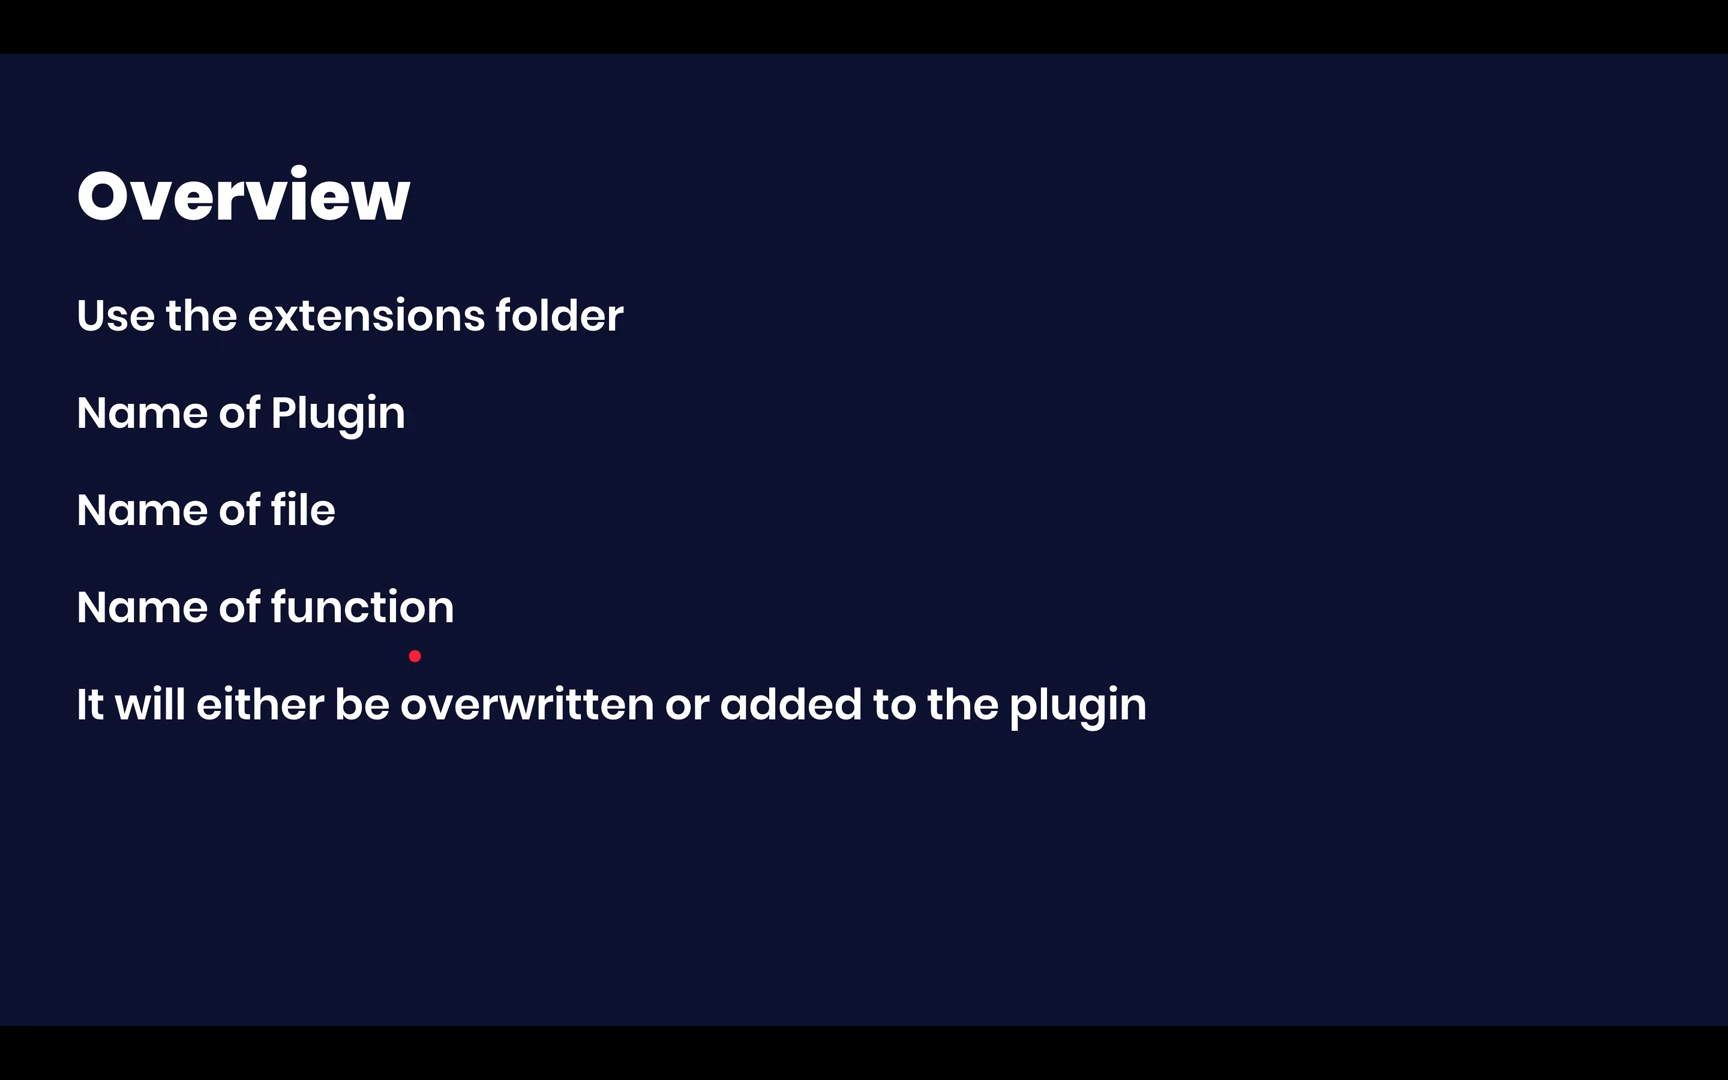 Overview
Use the extensions folder
Name of Plugin
Name of file
Name of function
It will either be overwritten or added to the plugin